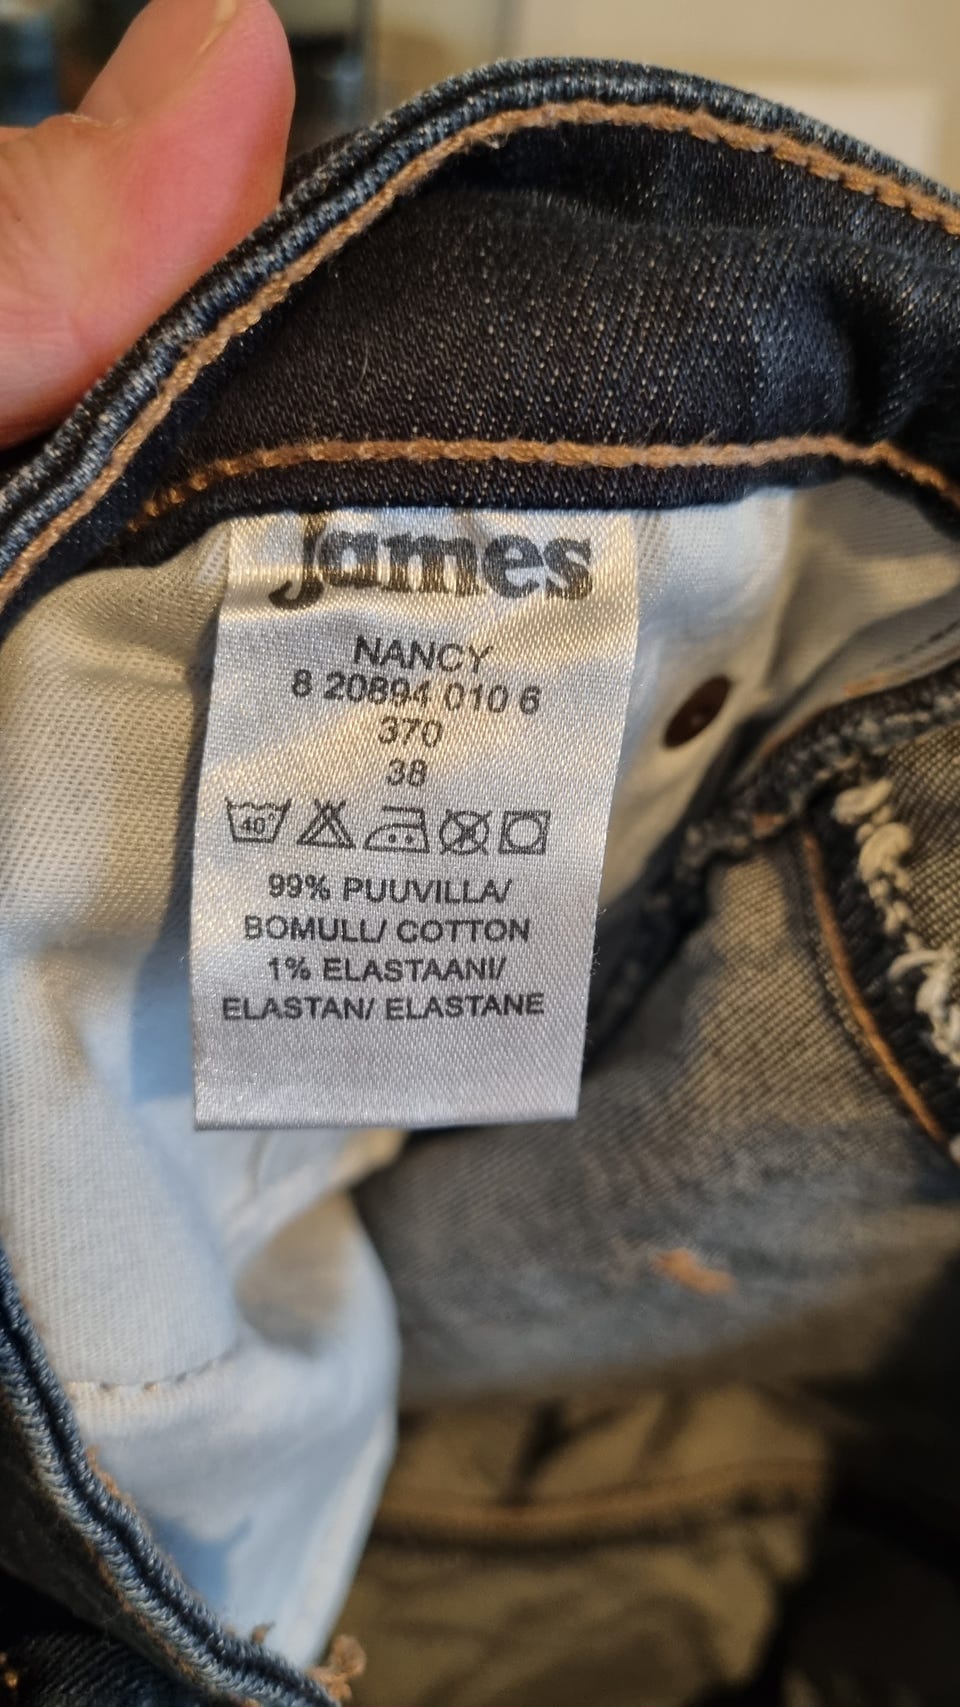 james
NANCY
8 20894 010 6
370
38
40°
99% PUUVILLA/
BOMULL/ COTTON
1% ELASTAANI/
ELASTAN/ ELASTANE